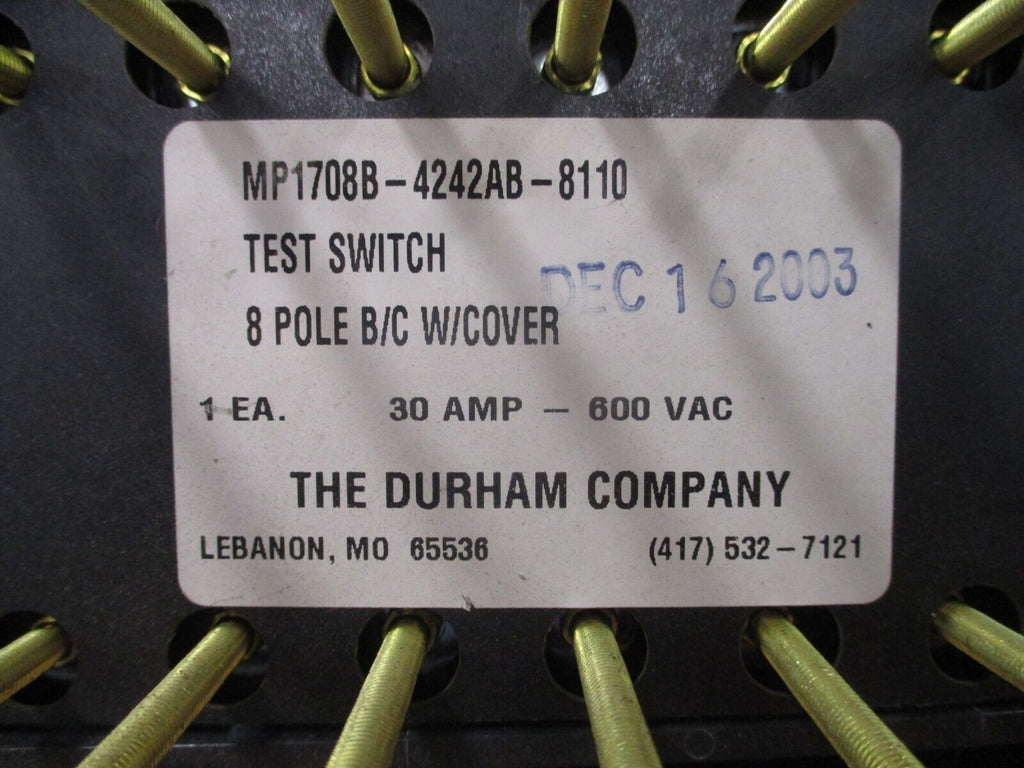 MP1708B-4242AB-8110
TEST SWITCH
DEC 16 2003
8 POLE B/C W/COVER
1 EA. 30 AMP - 600 VAC
THE DURHAM COMPANY
LEBANON, MO 65536 (417) 532-7121